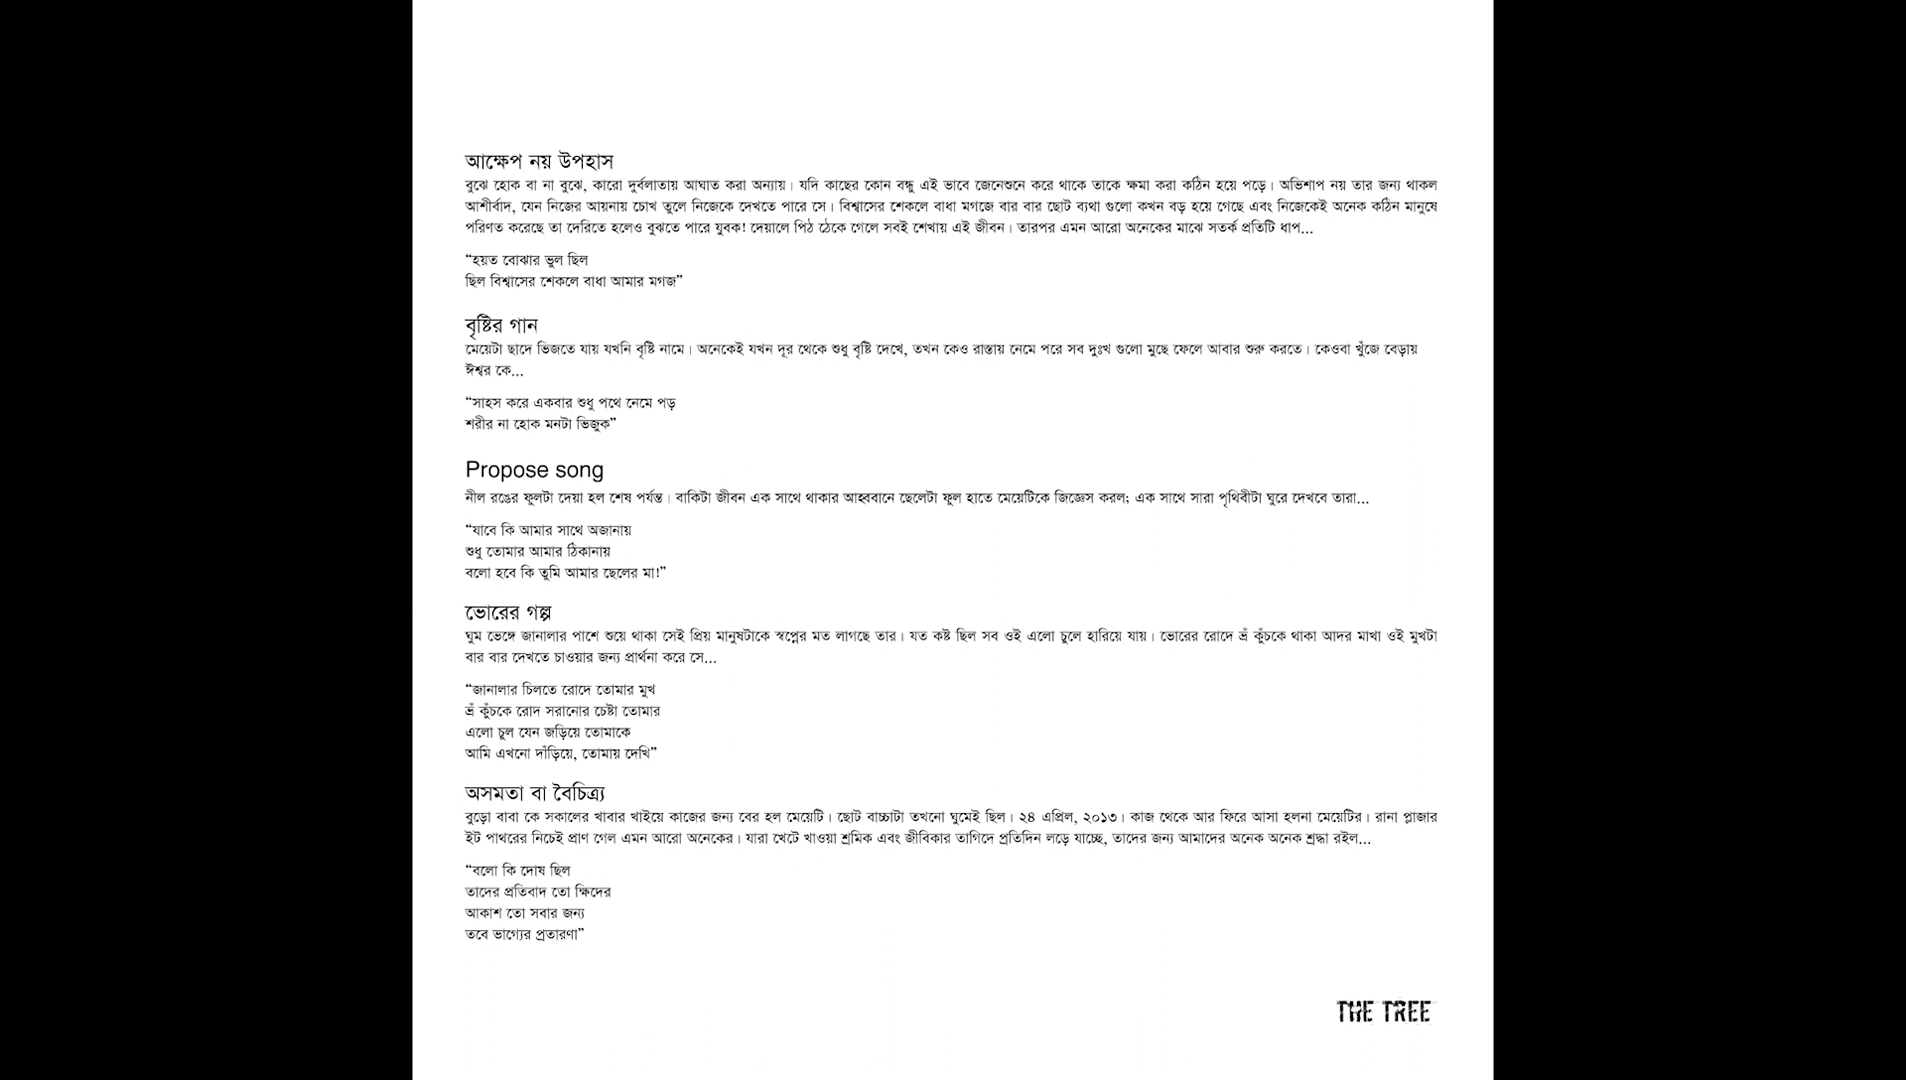 আক্ষেপ নয় উপহাস
বুঝে হোক বা না বুঝে, কারো দুর্বলাতায় আঘাত করা অন্যায়। যদি কাছের কোন বন্ধু এই ভাবে জেনেশুনে করে থাকে তাকে ক্ষমা করা কঠিন হয়ে পড়ে। অভিশাপ নয় তার জন্য থাকল
আশীর্বাদ, যেন নিজের আয়নায় চোখ তুলে নিজেকে দেখতে পারে সে। বিশ্বাসের শেকলে বাধা মগজে বার বার ছোট ব্যথা গুলো কখন বড় হয়ে গেছে এবং নিজেকেই অনেক কঠিন মানুষে
পরিণত করেছে তা দেরিতে হলেও বুঝতে পারে যুবক! দেয়ালে পিঠ ঠেকে গেলে সবই শেখায় এই জীবন। তারপর এমন আরো অনেকের মাঝে সতর্ক প্রতিটি ধাপ...
“হয়ত বোঝার ভুল ছিল
ছিল বিশ্বাসের শেকলে বাধা আমার মগজ”
বৃষ্টির গান
মেয়েটা ছাদে ভিজতে যায় যখনি বৃষ্টি নামে। অনেকেই যখন দূর থেকে শুধু বৃষ্টি দেখে, তখন কেও রাস্তায় নেমে পরে সব দুঃখ গুলো মুছে ফেলে আবার শুরু করতে। কেওবা খুঁজে বেড়ায়
ঈশ্বর কে...
“সাহস করে একবার শুধু পথে নেমে পড়
শরীর না হোক মনটা ভিজুক”
Propose song
নীল রঙের ফুলটা দেয়া হল শেষ পর্যন্ত। বাকিটা জীবন এক সাথে থাকার আহ্ববানে ছেলেটা ফুল হাতে মেয়েটিকে জিজ্ঞেস করল; এক সাথে সারা পৃথিবীটা ঘুরে দেখবে তারা...
“যাবে কি আমার সাথে অজানায়
শুধু তোমার আমার ঠিকানায়
বলো হবে কি তুমি আমার ছেলের মা!”
ভোরের গল্প
ঘুম ভেঙ্গে জানালার পাশে শুয়ে থাকা সেই প্রিয় মানুষটাকে স্বপ্নের মত লাগছে তার। যত কষ্ট ছিল সব ওই এলো চুলে হারিয়ে যায়। ভোরের রোদে ভ্রঁ কুঁচকে থাকা আদর মাখা ওই মুখটা
বার বার দেখতে চাওয়ার জন্য প্রার্থনা করে সে...
“জানালার চিলতে রোদে তোমার মুখ
ভ্রঁ কুঁচকে রোদ সরানোর চেষ্টা তোমার
এলো চুল যেন জড়িয়ে তোমাকে
আমি এখনো দাঁড়িয়ে, তোমায় দেখি”
অসমতা বা বৈচিত্র্য
বুড়ো বাবা কে সকালের খাবার খাইয়ে কাজের জন্য বের হল মেয়েটি। ছোট বাচ্চাটা তখনো ঘুমেই ছিল। ২৪ এপ্রিল, ২০১৩। কাজ থেকে আর ফিরে আসা হলনা মেয়েটির। রানা প্লাজার
ইট পাথরের নিচেই প্রাণ গেল এমন আরো অনেকের। যারা খেটে খাওয়া শ্রমিক এবং জীবিকার তাগিদে প্রতিদিন লড়ে যাচ্ছে, তাদের জন্য আমাদের অনেক অনেক শ্রদ্ধা রইল...
“বলো কি দোষ ছিল
তাদের প্রতিবাদ তো ক্ষিদের
আকাশ তো সবার জন্য
তবে ভাগ্যের প্রতারণা”
THE TREE